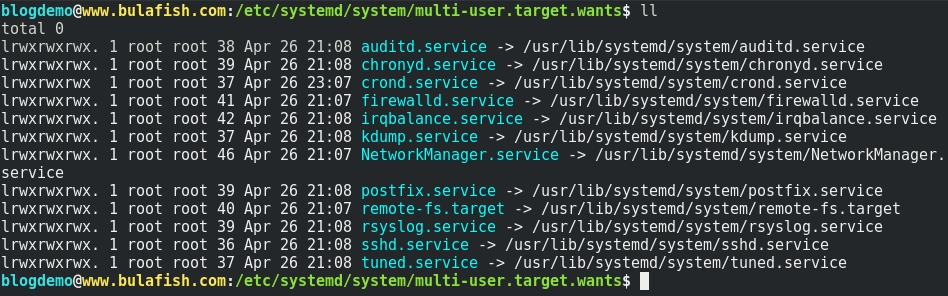 blogdemo@www.bulafish.com:/etc/systemd/system/multi-user.target.wants$ ll
total 0
lrwxrwxrwx. 1 root root 38 Apr 26 21:08 auditd.service -> /usr/lib/systemd/system/auditd.service
lrwxrwxrwx. 1 root root 39 Apr 26 21:08 chronyd.service -> /usr/lib/systemd/system/chronyd.service
lrwxrwxrwx  1 root root 37 Apr 26 23:07 crond.service -> /usr/lib/systemd/system/crond.service
lrwxrwxrwx. 1 root root 41 Apr 26 21:07 firewalld.service -> /usr/lib/systemd/system/firewalld.service
lrwxrwxrwx. 1 root root 42 Apr 26 21:08 irqbalance.service -> /usr/lib/systemd/system/irqbalance.service
lrwxrwxrwx. 1 root root 37 Apr 26 21:08 kdump.service -> /usr/lib/systemd/system/kdump.service
lrwxrwxrwx. 1 root root 46 Apr 26 21:07 NetworkManager.service -> /usr/lib/systemd/system/NetworkManager.
service
lrwxrwxrwx. 1 root root 39 Apr 26 21:08 postfix.service -> /usr/lib/systemd/system/postfix.service
lrwxrwxrwx. 1 root root 40 Apr 26 21:07 remote-fs.target -> /usr/lib/systemd/system/remote-fs.target
lrwxrwxrwx. 1 root root 39 Apr 26 21:08 rsyslog.service -> /usr/lib/systemd/system/rsyslog.service
lrwxrwxrwx. 1 root root 36 Apr 26 21:08 sshd.service -> /usr/lib/systemd/system/sshd.service
lrwxrwxrwx. 1 root root 37 Apr 26 21:08 tuned.service -> /usr/lib/systemd/system/tuned.service
blogdemo@www.bulafish.com:/etc/systemd/system/multi-user.target.wants$